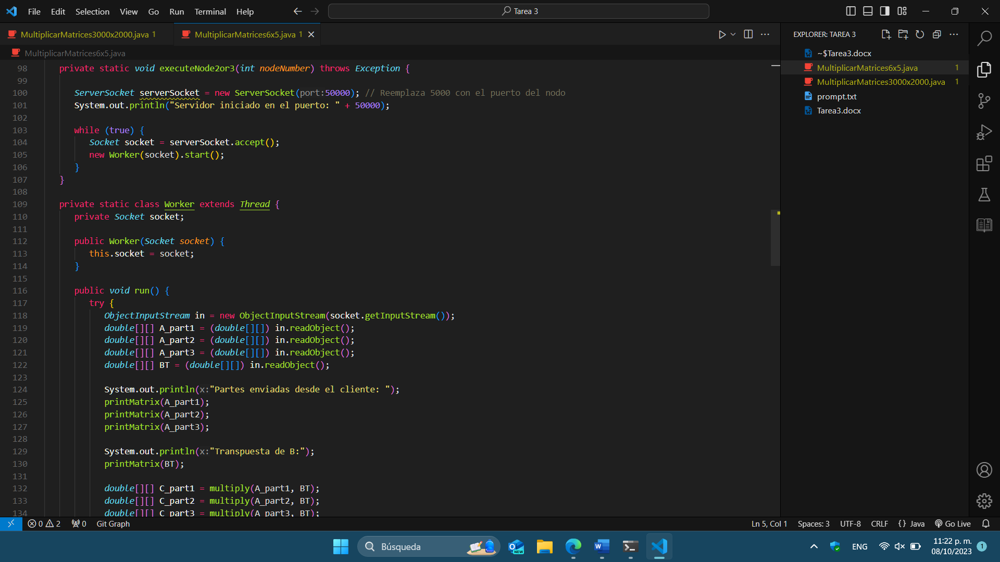 File Edit Selection View Go Run Terminal Help
Tarea 3
MultiplicarMatrices3000x2000.java 1
MultiplicarMatrices6x5.java 1
MultiplicarMatrices6x5.java
98 private static void executeNode2or3(int nodeNumber) throws Exception {
99
100 ServerSocket serverSocket = new ServerSocket(port:50000); // Reemplaza 5000 con el puerto del nodo
101 System.out.println("Servidor iniciado en el puerto: " + 50000);
102
103 while (true) {
104 Socket socket = serverSocket.accept();
105 new Worker(socket).start();
106 }
107 }
108
109 private static class Worker extends Thread {
110 private Socket socket;
111
112 public Worker(Socket socket) {
113 this.socket = socket;
114 }
115
116 public void run() {
117 try {
118 ObjectInputStream in = new ObjectInputStream(socket.getInputStream());
119 double[][] A_part1 = (double[][]) in.readObject();
120 double[][] A_part2 = (double[][]) in.readObject();
121 double[][] A_part3 = (double[][]) in.readObject();
122 double[][] BT = (double[][]) in.readObject();
123
124 System.out.println(x:"Partes enviadas desde el cliente: ");
125 printMatrix(A_part1);
126 printMatrix(A_part2);
127 printMatrix(A_part3);
128
129 System.out.println(x:"Transpuesta de B:");
130 printMatrix(BT);
131
132 double[][] C_part1 = multiply(A_part1, BT);
133 double[][] C_part2 = multiply(A_part2, BT);
134 double[][] C_part3 = multiply(A_part3, BT);
EXPLORER: TAREA 3
~$Tarea3.docx
MultiplicarMatrices6x5.java 1
MultiplicarMatrices3000x2000.java 1
prompt.txt
Tarea3.docx
0 2 0 Git Graph
Ln 5, Col 1 Spaces: 3 UTF-8 CRLF {} Java Go Live
Búsqueda
NEW
ENG
11:22 p. m.
08/10/2023
1